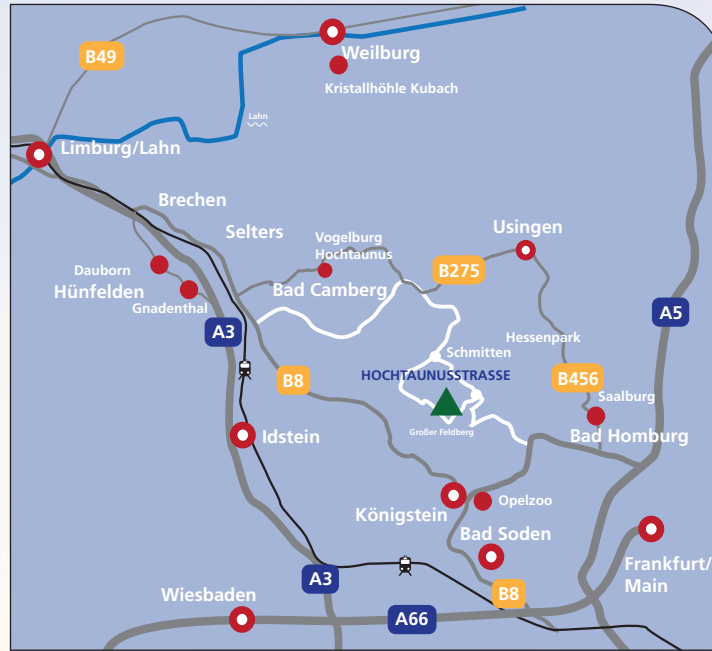 Weilburg
B49
Kristallhöhle Kubach
Lahn
Limburg/Lahn
Brechen
Selters
Usingen
Vogelburg
Hochtaunus
B275
Dauborn
Hünfelden
Bad Camberg
Gnadenthal
A3
A5
Hessenpark
Schmitten
HOCHTAUNUSSTRASSE
B8
B456
Saalburg
Großer Feldberg
Idstein
Bad Homburg
Königstein
Opelzoo
Bad Soden
Frankfurt/
Main
A3
Wiesbaden
B8
A66